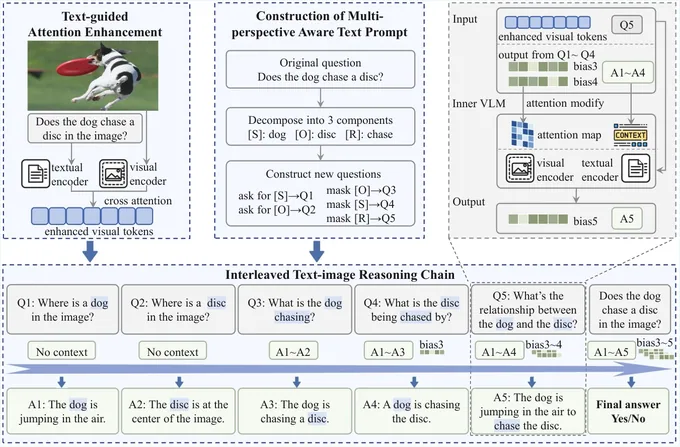 Text-guided
Attention Enhancement
Does the dog chase a
disc in the image?
textual
encoder
visual
encoder
cross attention
enhanced visual tokens
Construction of Multi-
perspective Aware Text Prompt
Original question
Does the dog chase a disc?
Decompose into 3 components
[S]: dog [O]: disc [R]: chase
Construct new questions
ask for [S]→Q1
ask for [O]→Q2
mask [O]→Q3
mask [S]→Q4
mask [R]→Q5
Input
Q5
enhanced visual tokens
output from Q1~ Q4
bias3
bias4
A1~A4
Inner VLM
attention modify
attention map
CONTEXT
visual
encoder
textual
encoder
Output
bias5
A5
Interleaved Text-image Reasoning Chain
Q1: Where is a dog
in the image?
Q2: Where is a disc
in the image?
Q3: What is the dog
chasing?
Q4: What is the disc
being chased by?
Q5: What's the
relationship between
the dog and the disc?
Does the dog
chase a disc
in the image?
No context
No context
A1~A2
A1~A3
bias3
A1~A4
bias3~4
A1~A5
bias3~5
A1: The dog is
jumping in the air.
A2: The disc is at the
center of the image.
A3: The dog is
chasing a disc.
A4: A dog is chasing
the disc.
A5: The dog is
jumping in the air to
chase the disc.
Final answer
Yes/No